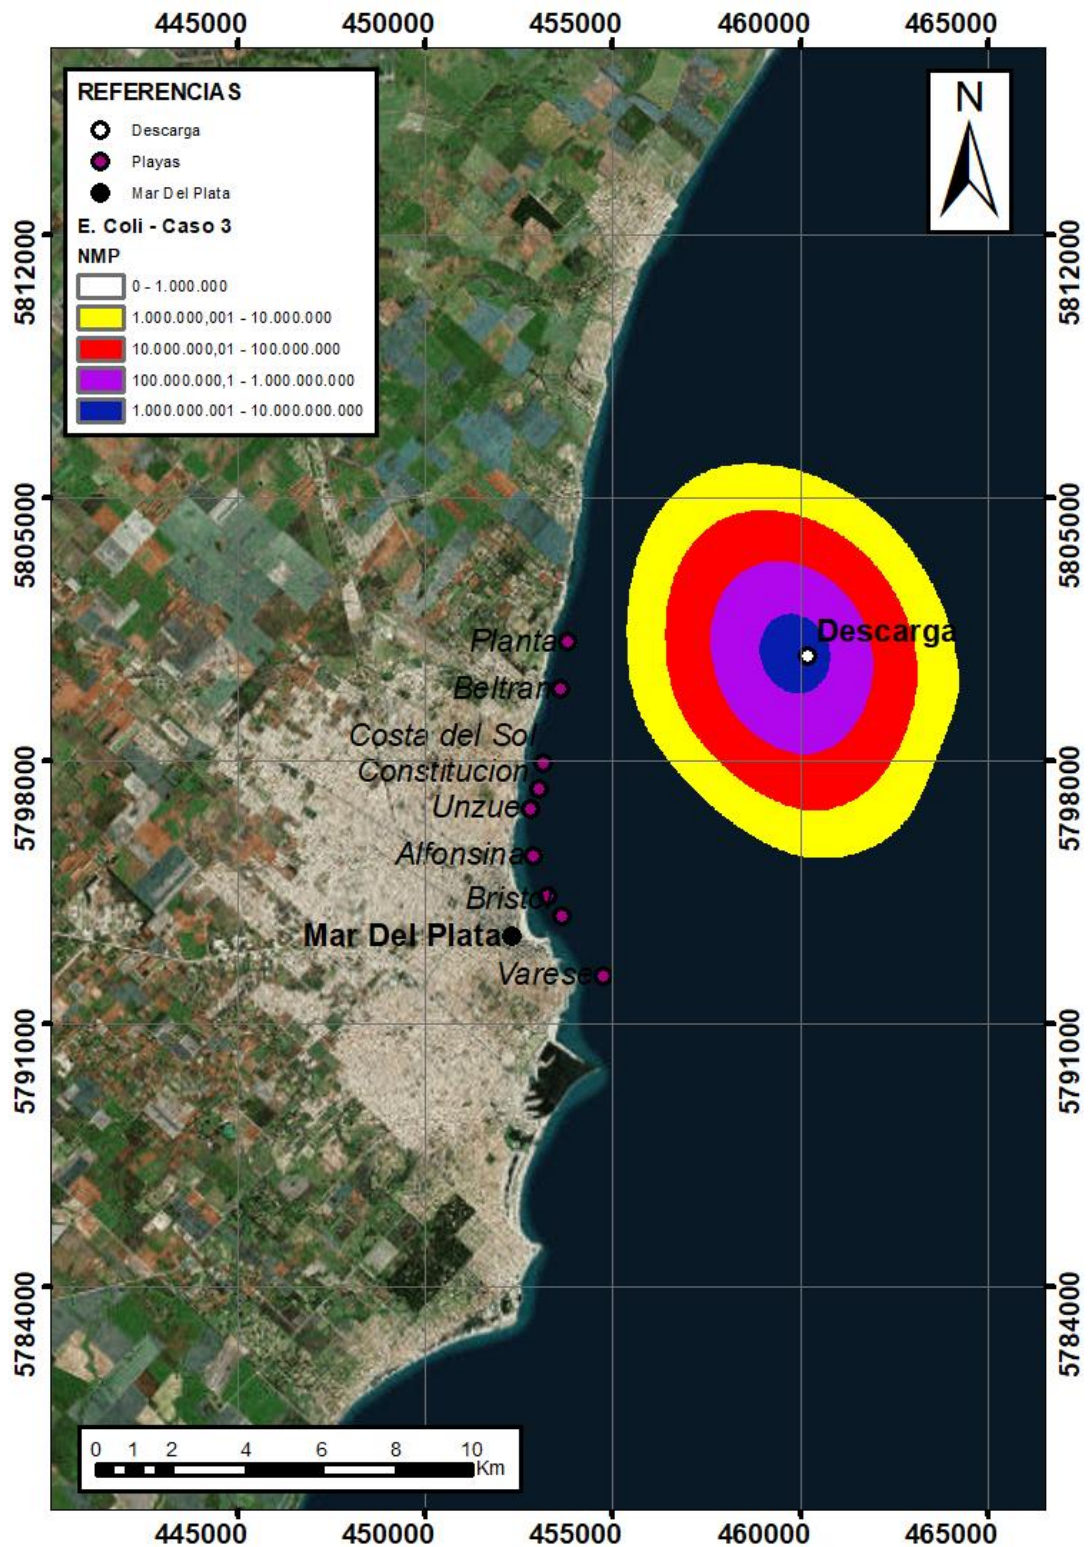 445000 450000 455000 460000 465000
REFERENCIAS
Descarga
Playas
Mar Del Plata
E. Coli - Caso 3
NMP
0 - 1.000.000
1.000.000,001 - 10.000.000
10.000.000,01 - 100.000.000
100.000.000,1 - 1.000.000.000
1.000.000.001 - 10.000.000.000
N
5812000 5812000
5805000 5805000
Descarga
Planta
Beltran
Costa del Sol
5798000 5798000
Constitucion
Unzue
Alfonsina
Bristol
Mar Del Plata
Varese
5791000 5791000
5784000 5784000
0 1 2 4 6 8 10
Km
445000 450000 455000 460000 465000